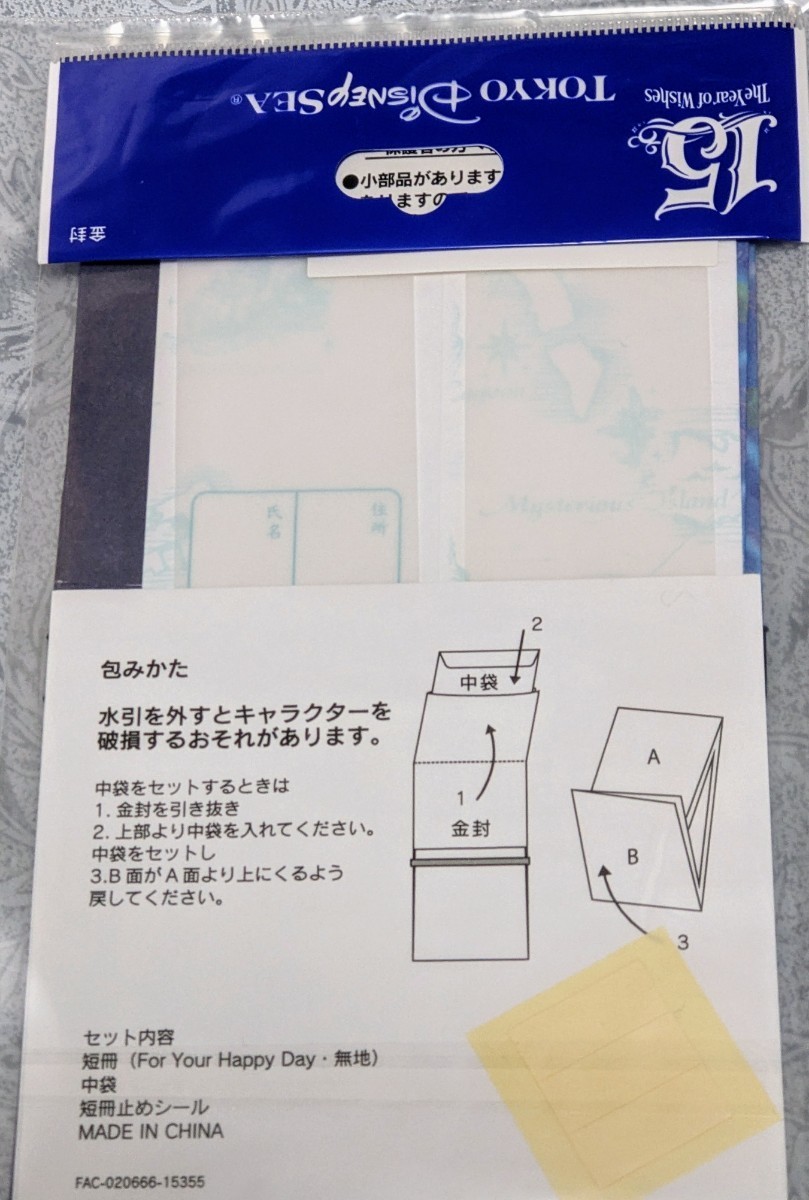 The Year of Wishes
15
TOKYO DISNEYSEA®
金封
●小部品があります
住所
氏名
Mysterious Island
包みかた
水引を外すとキャラクターを
破損するおそれがあります。
中袋をセットするときは
1. 金封を引き抜き
2. 上部より中袋を入れてください。
中袋をセットし
3.B面がA面より上にくるよう
戻してください。
2
中袋
1
金封
A
B
3
セット内容
短冊（For Your Happy Day・無地）
中袋
短冊止めシール
MADE IN CHINA
FAC-020666-15355